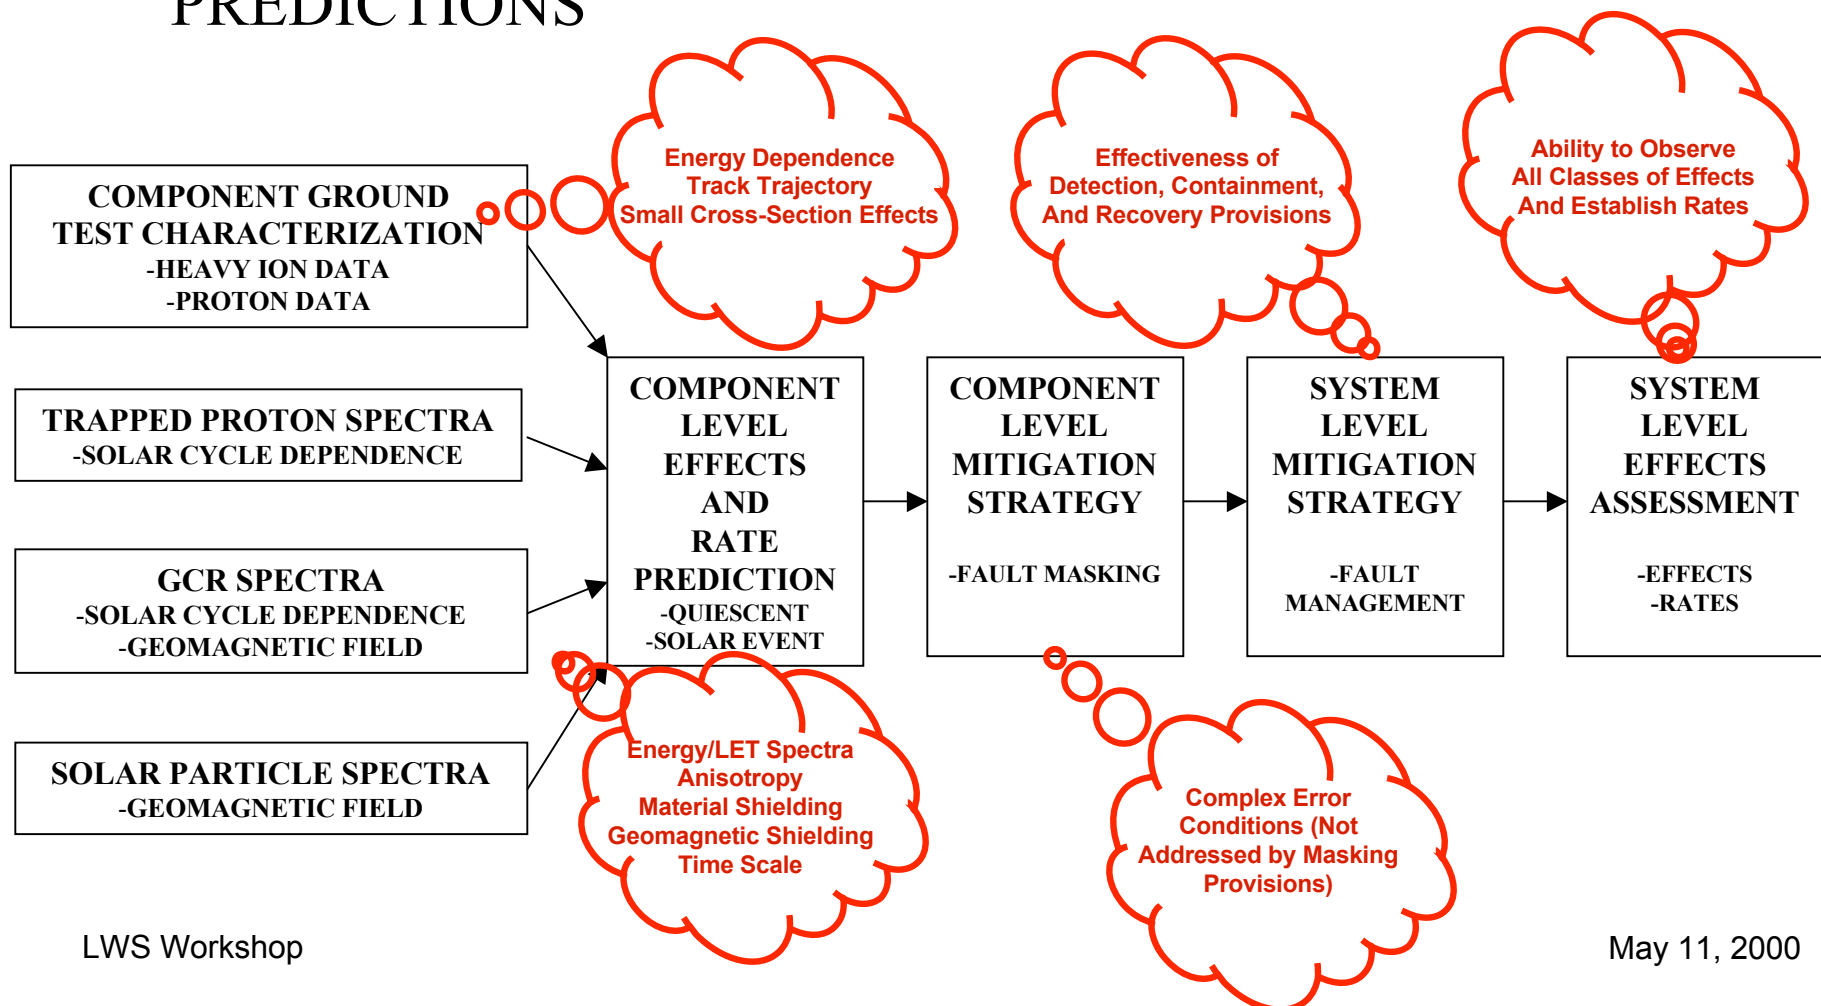 PREDICTIONS
Energy Dependence
Track Trajectory
Small Cross-Section Effects
Effectiveness of
Detection, Containment,
And Recovery Provisions
Ability to Observe
All Classes of Effects
And Establish Rates
COMPONENT GROUND
TEST CHARACTERIZATION
-HEAVY ION DATA
-PROTON DATA
TRAPPED PROTON SPECTRA
-SOLAR CYCLE DEPENDENCE
GCR SPECTRA
-SOLAR CYCLE DEPENDENCE
-GEOMAGNETIC FIELD
SOLAR PARTICLE SPECTRA
-GEOMAGNETIC FIELD
COMPONENT
LEVEL
EFFECTS
AND
RATE
PREDICTION
-QUIESCENT
-SOLAR EVENT
COMPONENT
LEVEL
MITIGATION
STRATEGY
-FAULT MASKING
SYSTEM
LEVEL
MITIGATION
STRATEGY
-FAULT
MANAGEMENT
SYSTEM
LEVEL
EFFECTS
ASSESSMENT
-EFFECTS
-RATES
Energy/LET Spectra
Anisotropy
Material Shielding
Geomagnetic Shielding
Time Scale
Complex Error
Conditions (Not
Addressed by Masking
Provisions)
LWS Workshop
May 11, 2000